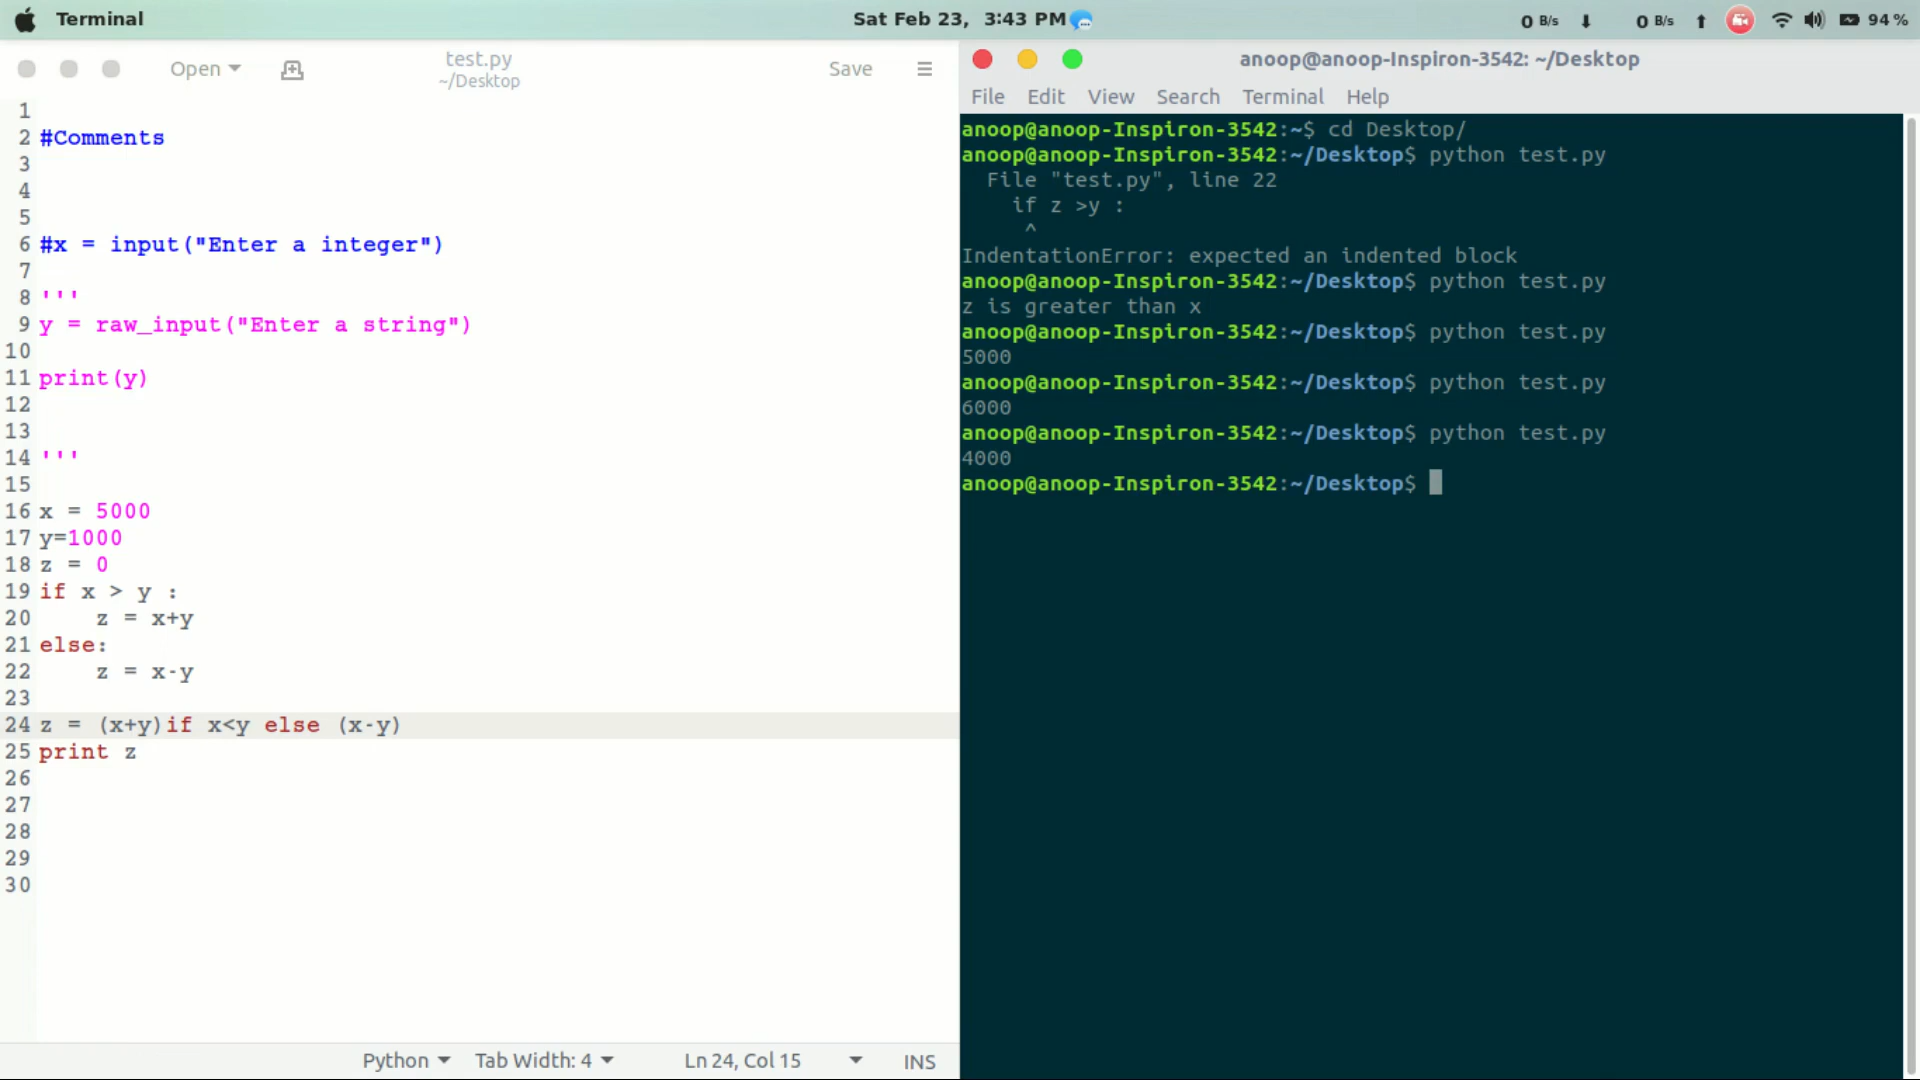 Terminal
Sat Feb 23, 3:43 PM
0 B/s ⬇ 0 B/s ⬆ 94 %
Open
test.py
~/Desktop
Save
1
2 #Comments
3
4
5
6 #x = input("Enter a integer")
7
8 '''
9 y = raw_input("Enter a string")
10
11 print(y)
12
13
14 '''
15
16 x = 5000
17 y=1000
18 z = 0
19 if x > y :
20     z = x+y
21 else:
22     z = x-y
23
24 z = (x+y)if x<y else (x-y)
25 print z
26
27
28
29
30
Python
Tab Width: 4
Ln 24, Col 15
INS
anoop@anoop-Inspiron-3542: ~/Desktop
File Edit View Search Terminal Help
anoop@anoop-Inspiron-3542:~$ cd Desktop/
anoop@anoop-Inspiron-3542:~/Desktop$ python test.py
  File "test.py", line 22
    if z >y :
     ^
IndentationError: expected an indented block
anoop@anoop-Inspiron-3542:~/Desktop$ python test.py
z is greater than x
anoop@anoop-Inspiron-3542:~/Desktop$ python test.py
5000
anoop@anoop-Inspiron-3542:~/Desktop$ python test.py
6000
anoop@anoop-Inspiron-3542:~/Desktop$ python test.py
4000
anoop@anoop-Inspiron-3542:~/Desktop$